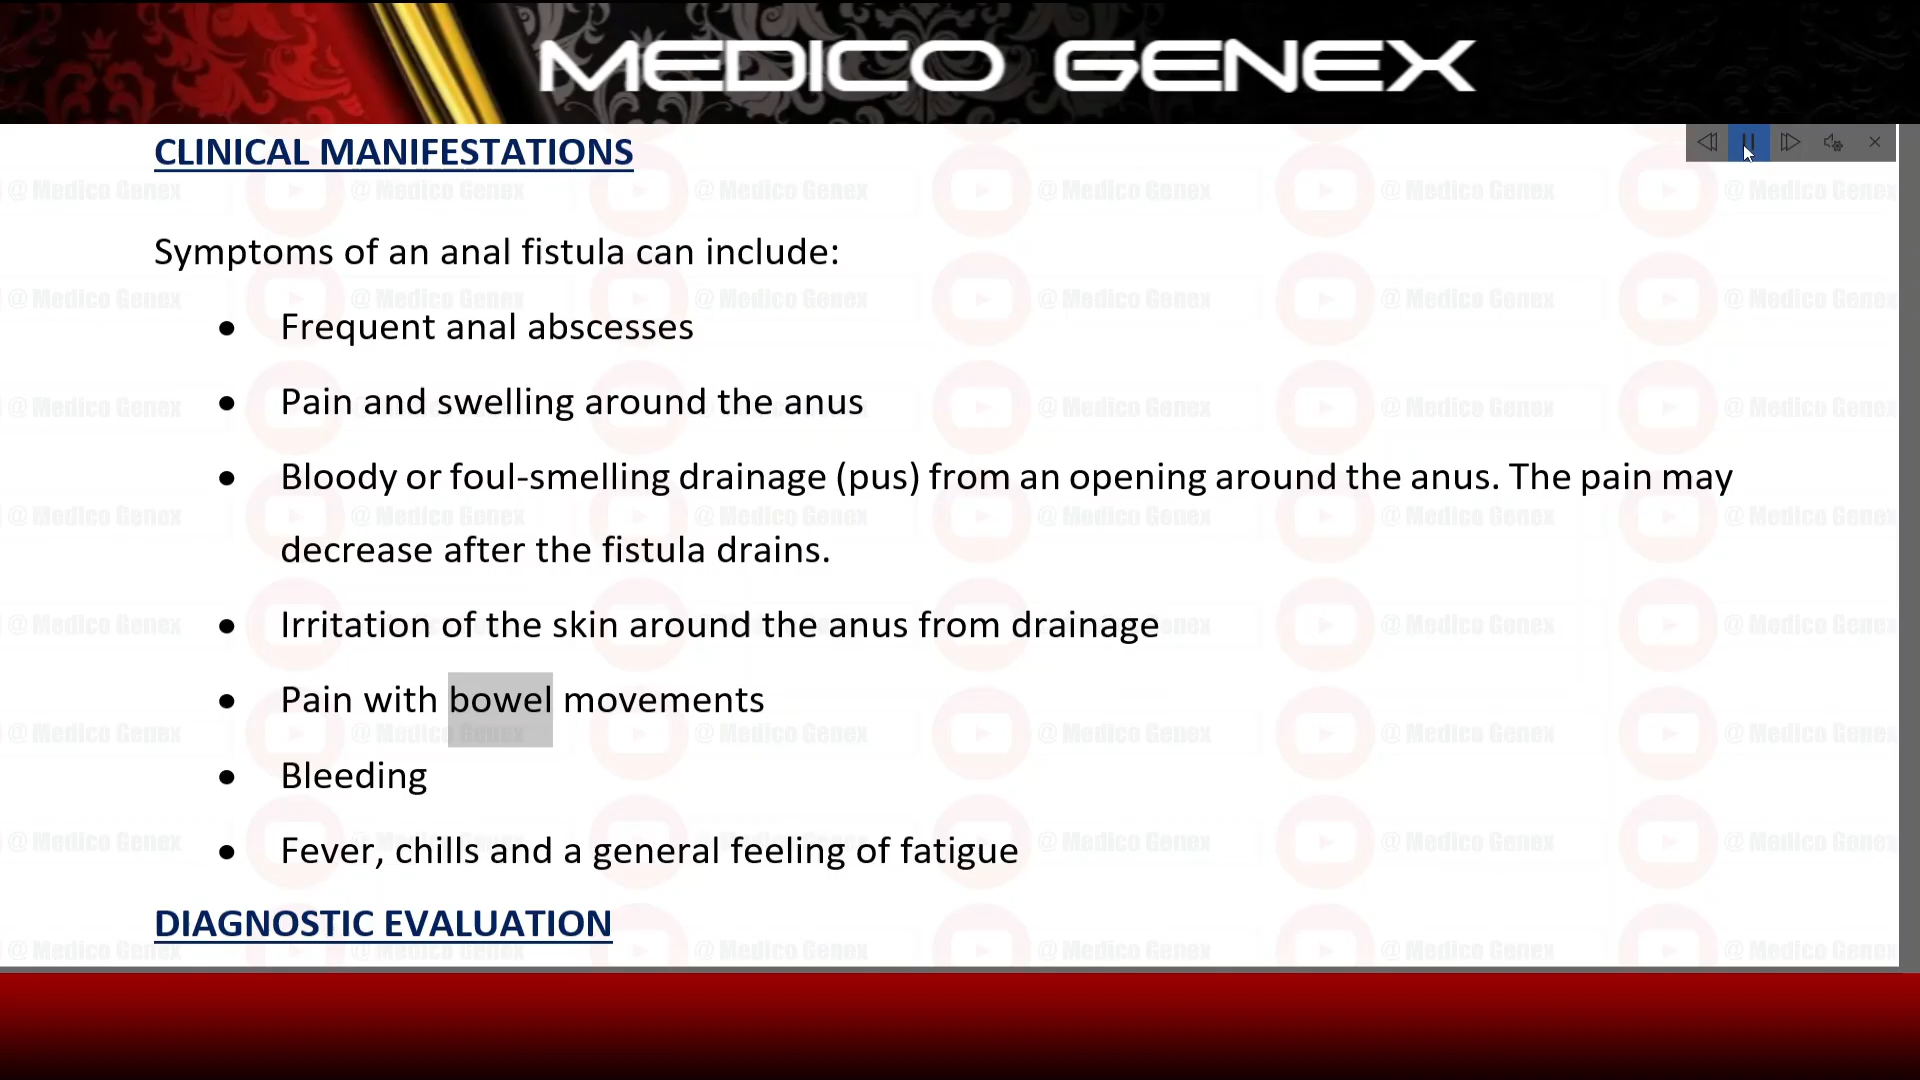 MEDICO GENEX
CLINICAL MANIFESTATIONS
Symptoms of an anal fistula can include:
• Frequent anal abscesses
• Pain and swelling around the anus
• Bloody or foul-smelling drainage (pus) from an opening around the anus. The pain may
decrease after the fistula drains.
• Irritation of the skin around the anus from drainage
• Pain with bowel movements
• Bleeding
• Fever, chills and a general feeling of fatigue
DIAGNOSTIC EVALUATION
@ Medico Genex